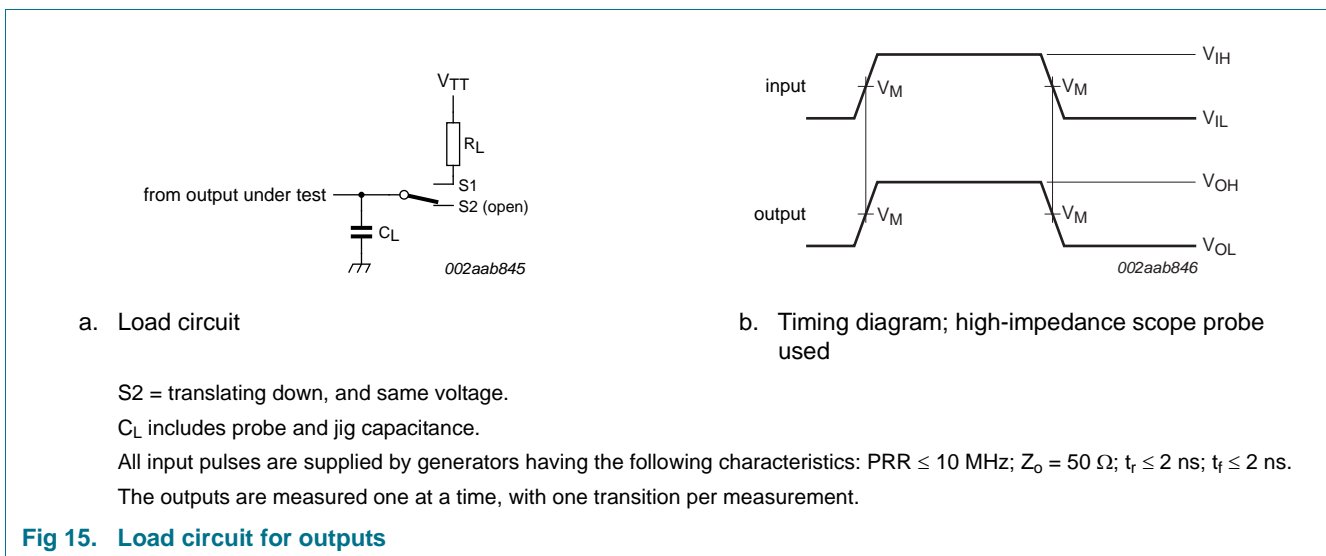 V_TT
R_L
S1
from output under test
S2 (open)
C_L
002aab845
a. Load circuit
V_IH
input
V_M
V_M
V_IL
V_OH
output
V_M
V_M
V_OL
002aab846
b. Timing diagram; high-impedance scope probe
used
S2 = translating down, and same voltage.
C_L includes probe and jig capacitance.
All input pulses are supplied by generators having the following characteristics: PRR ≤ 10 MHz; Z_o = 50 Ω; t_r ≤ 2 ns; t_f ≤ 2 ns.
The outputs are measured one at a time, with one transition per measurement.
Fig 15. Load circuit for outputs